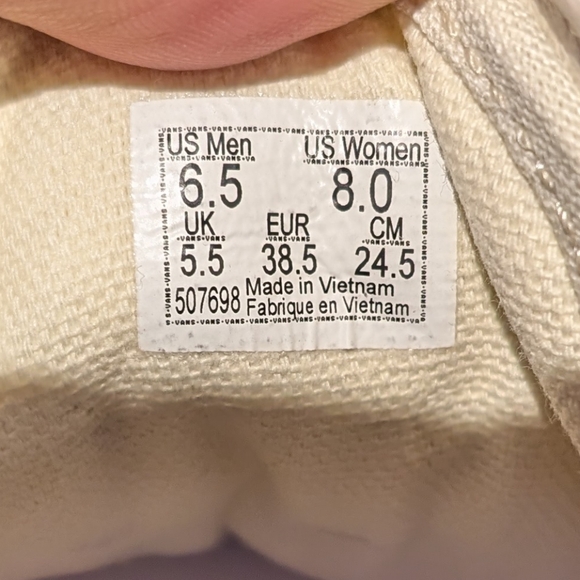 US Men US Women
6.5 8.0
UK EUR CM
5.5 38.5 24.5
507698 Made in Vietnam
Fabrique en Vietnam